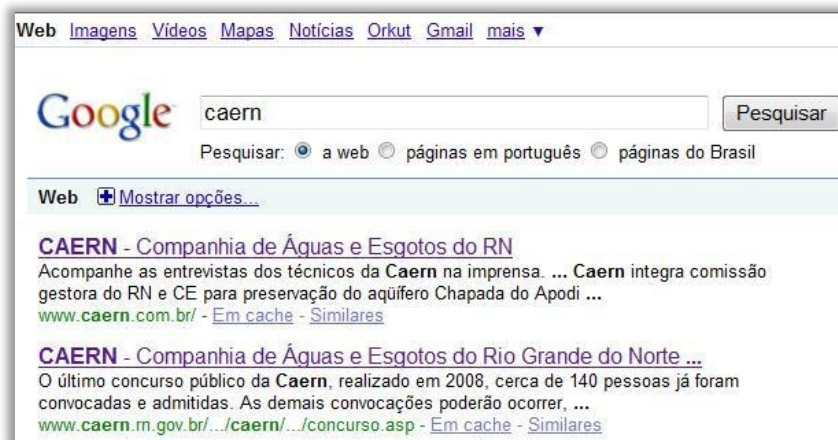 Web Imagens Vídeos Mapas Notícias Orkut Gmail mais ▼
Google caern Pesquisar
Pesquisar: a web páginas em português páginas do Brasil
Web Mostrar opções...
CAERN - Companhia de Águas e Esgotos do RN
Acompanhe as entrevistas dos técnicos da Caern na imprensa. ... Caern integra comissão
gestora do RN e CE para preservação do aqüífero Chapada do Apodi ...
www.caern.com.br/ - Em cache - Similares
CAERN - Companhia de Águas e Esgotos do Rio Grande do Norte ...
O último concurso público da Caern, realizado em 2008, cerca de 140 pessoas já foram
convocadas e admitidas. As demais convocações poderão ocorrer, ...
www.caern.rn.gov.br/.../caern/.../concurso.asp - Em cache - Similares